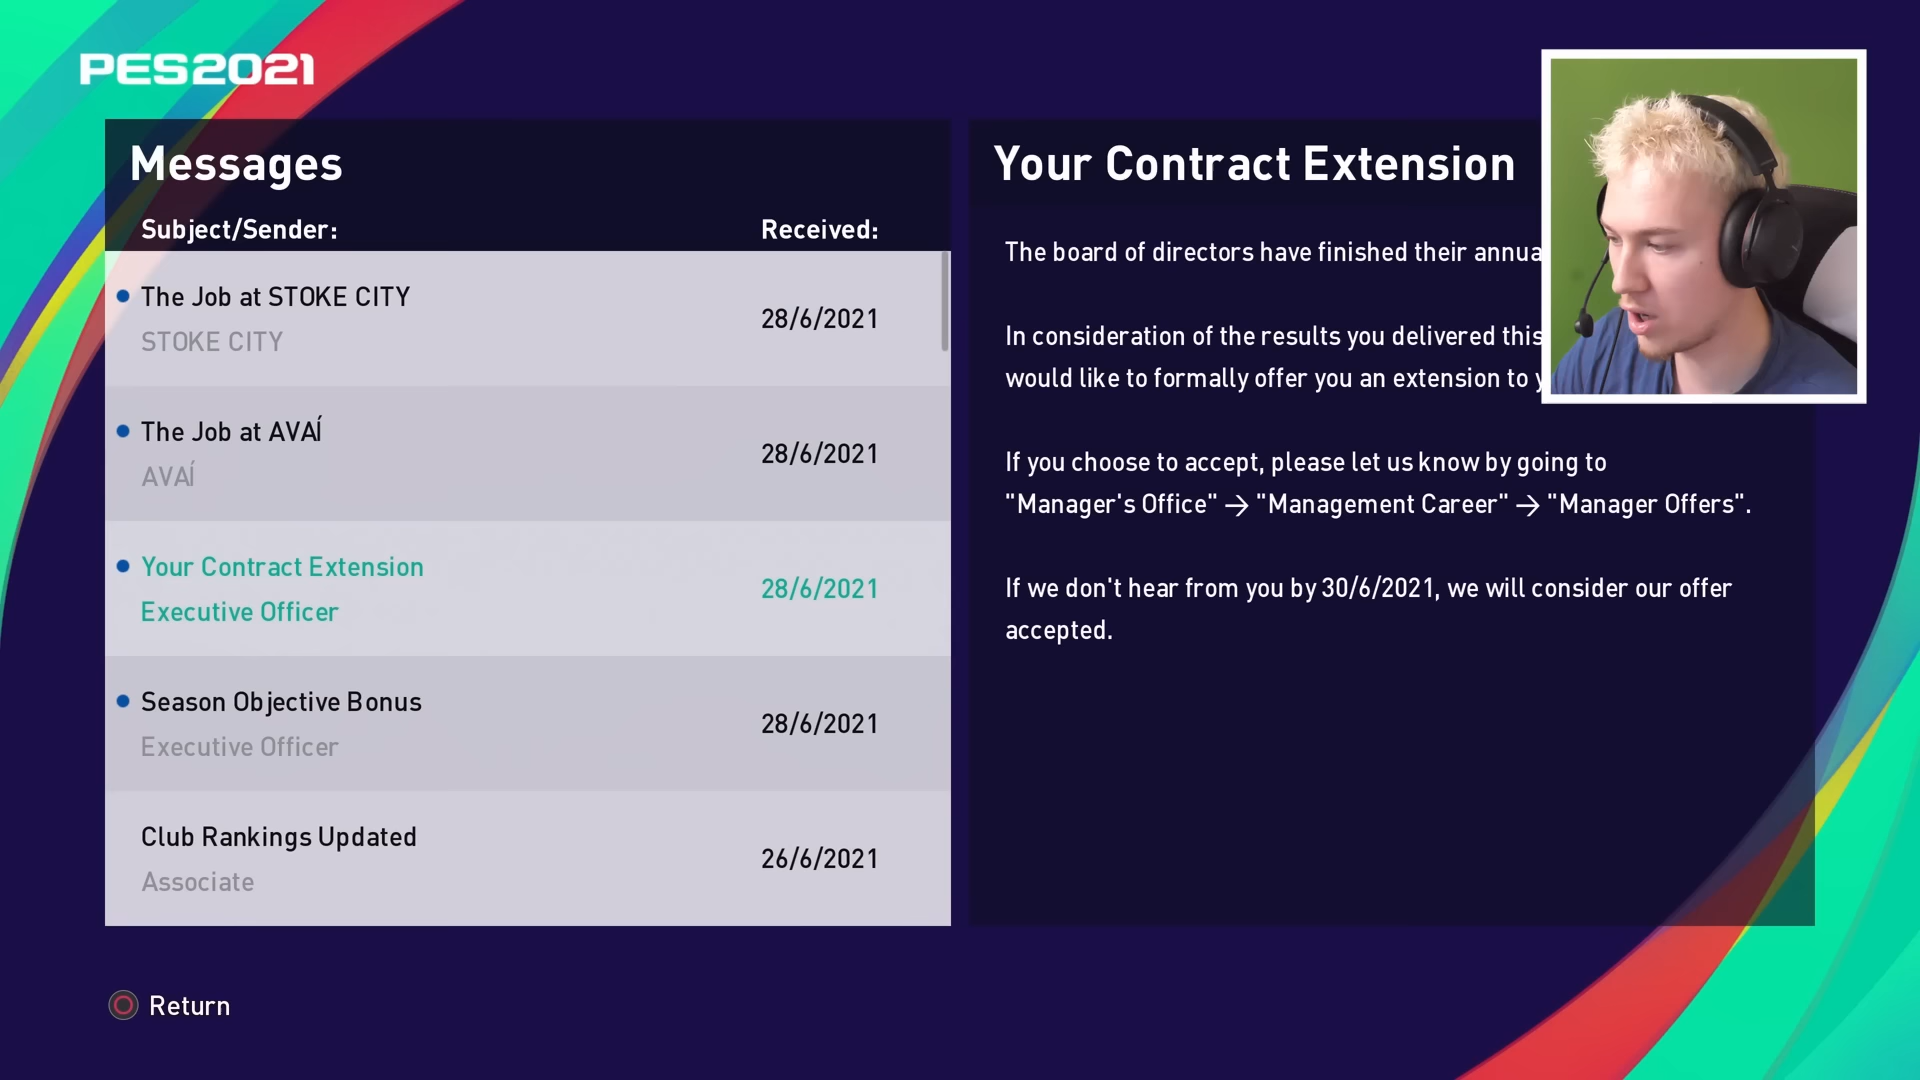 PES2021
Messages
Subject/Sender:
Received:
The Job at STOKE CITY
STOKE CITY
28/6/2021
The Job at AVAÍ
AVAÍ
28/6/2021
Your Contract Extension
Executive Officer
28/6/2021
Season Objective Bonus
Executive Officer
28/6/2021
Club Rankings Updated
Associate
26/6/2021
Your Contract Extension
The board of directors have finished their
In consideration of the results you delivered this
would like to formally offer you an extension to
If you choose to accept, please let us know by going to
"Manager's Office" → "Management Career" → "Manager Offers".
If we don't hear from you by 30/6/2021, we will consider our offer
accepted.
Return